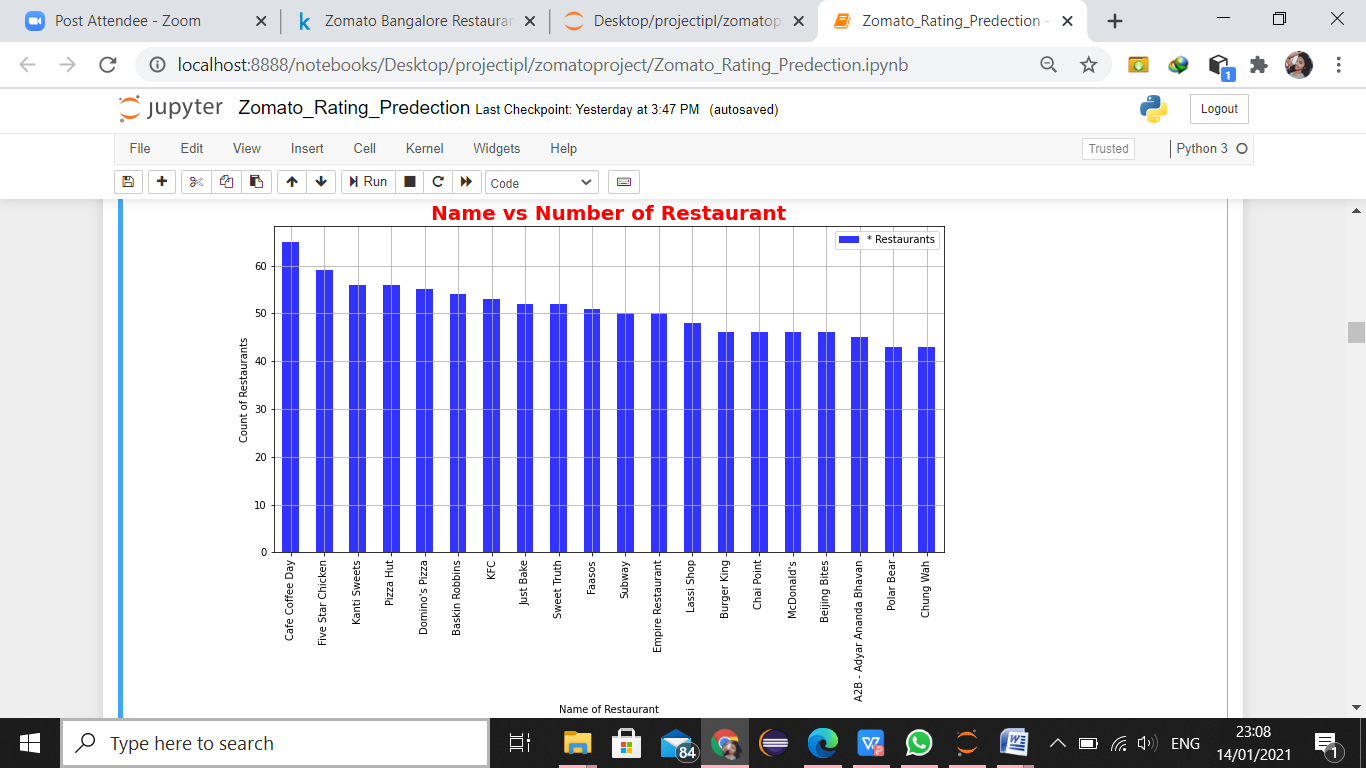 Post Attendee - Zoom
Zomato Bangalore Restauran
Desktop/projectipl/zomatop
Zomato_Rating_Predection -
localhost:8888/notebooks/Desktop/projectipl/zomatoproject/Zomato_Rating_Predection.ipynb
1
jupyter Zomato_Rating_Predection Last Checkpoint: Yesterday at 3:47 PM (autosaved)
Logout
File Edit View Insert Cell Kernel Widgets Help
Trusted
Python 3
Run
Code
Name vs Number of Restaurant
* Restaurants
Count of Restaurants
60
50
40
30
20
10
0
Cafe Coffee Day
Five Star Chicken
Kanti Sweets
Pizza Hut
Domino's Pizza
Baskin Robbins
KFC
Just Bake
Sweet Truth
Faasos
Subway
Empire Restaurant
Lassi Shop
Burger King
Chai Point
McDonald's
Beijing Bites
A2B - Adyar Ananda Bhavan
Polar Bear
Chung Wah
Name of Restaurant
Type here to search
84
ENG
23:08
14/01/2021
1